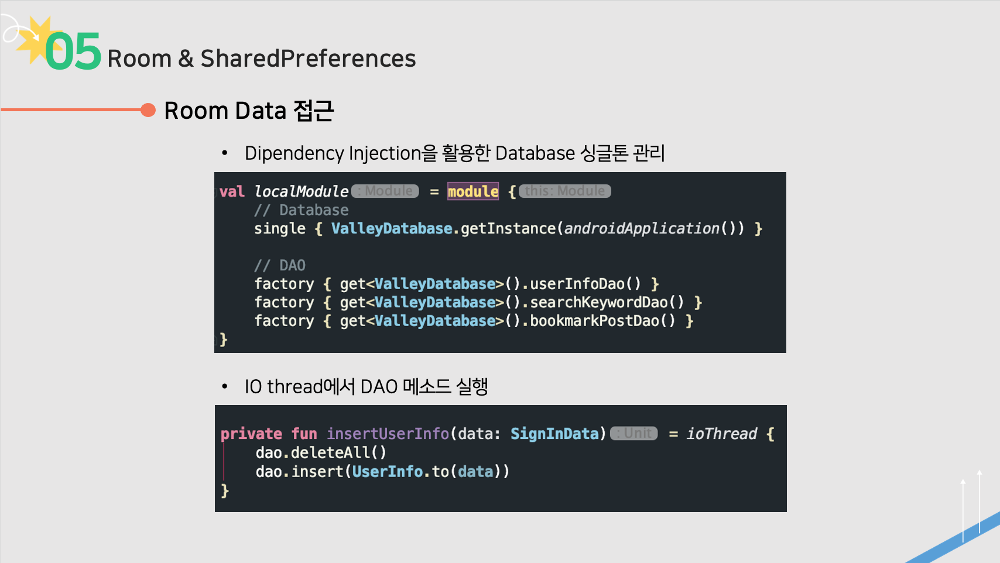 05 Room & SharedPreferences
Room Data 접근
• Dipendency Injection을 활용한 Database 싱글톤 관리
val localModule : Module = module { this: Module
// Database
single { ValleyDatabase.getInstance(androidApplication()) }
// DAO
factory { get<ValleyDatabase>().userInfoDao() }
factory { get<ValleyDatabase>().searchKeywordDao() }
factory { get<ValleyDatabase>().bookmarkPostDao() }
}
• IO thread에서 DAO 메소드 실행
private fun insertUserInfo(data: SignInData) : Unit = ioThread {
dao.deleteAll()
dao.insert(UserInfo.to(data))
}